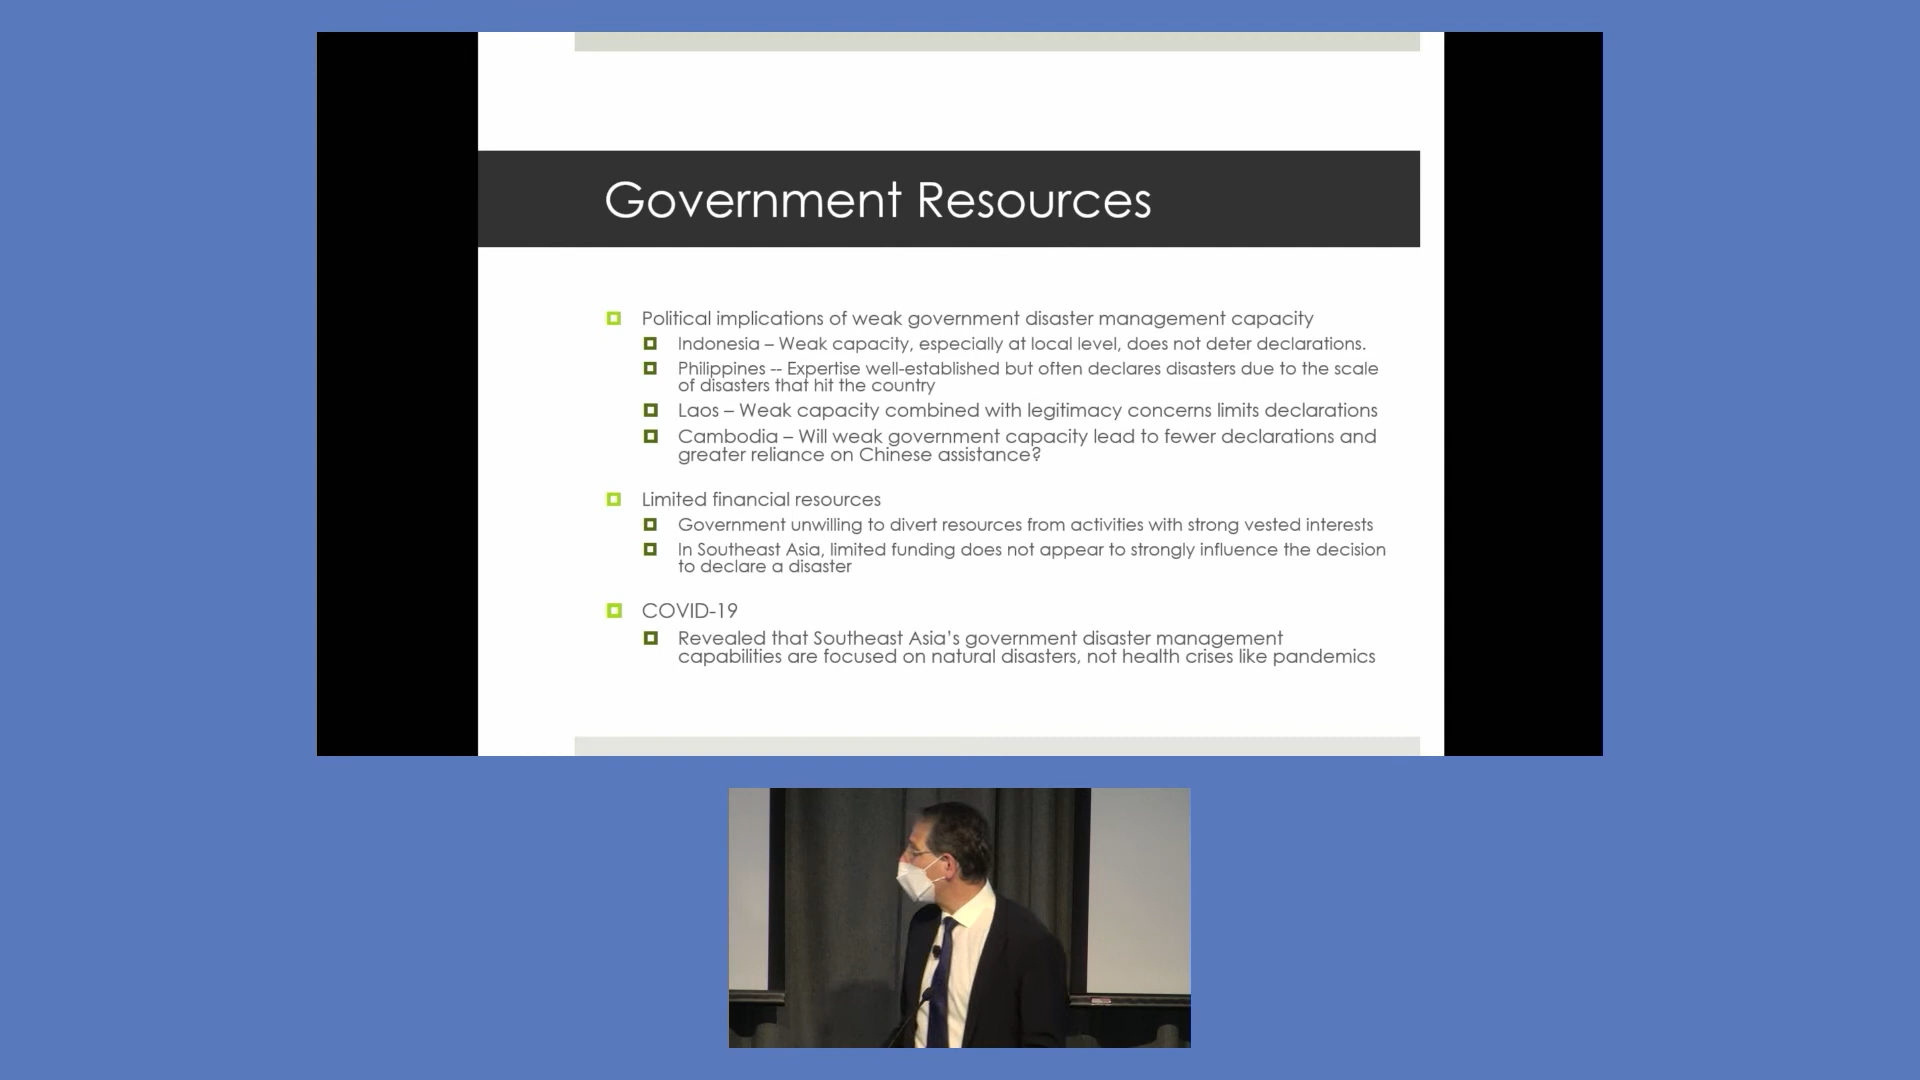 Government Resources
Political implications of weak government disaster management capacity
Indonesia – Weak capacity, especially at local level, does not deter declarations.
Philippines -- Expertise well-established but often declares disasters due to the scale
of disasters that hit the country
Laos – Weak capacity combined with legitimacy concerns limits declarations
Cambodia – Will weak government capacity lead to fewer declarations and
greater reliance on Chinese assistance?
Limited financial resources
Government unwilling to divert resources from activities with strong vested interests
In Southeast Asia, limited funding does not appear to strongly influence the decision
to declare a disaster
COVID-19
Revealed that Southeast Asia’s government disaster management
capabilities are focused on natural disasters, not health crises like pandemics